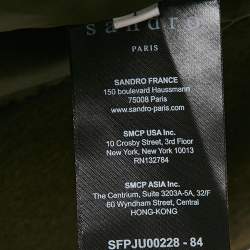 sandro
PARIS
SANDRO FRANCE
150 boulevard Haussmann
75008 Paris
www.sandro-paris.com
SMCP USA Inc.
10 Crosby Street, 3rd Floor
New York, New York 10013
RN132784
SMCP ASIA Inc.
The Centrium, Suite 3203A-5A, 32/F
60 Wyndham Street, Central
HONG-KONG
SFPJU00228 - 84